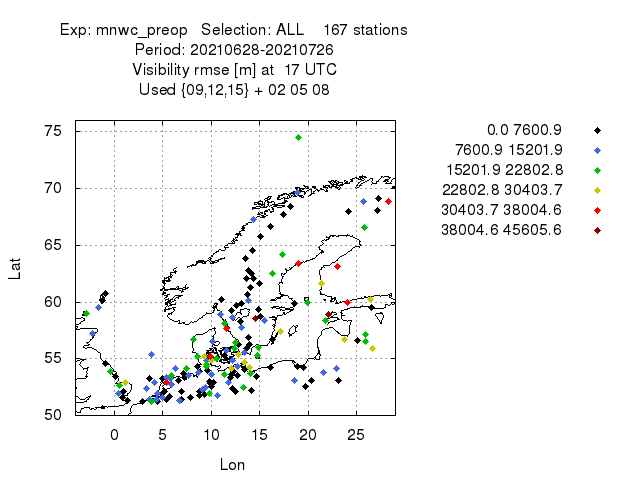 Exp: mnwc_preop Selection: ALL 167 stations
Period: 20210628-20210726
Visibility rmse [m] at 17 UTC
Used {09,12,15} + 02 05 08
0.0 7600.9
7600.9 15201.9
15201.9 22802.8
22802.8 30403.7
30403.7 38004.6
38004.6 45605.6
75
70
65
60
55
50
Lat
0 5 10 15 20 25
Lon